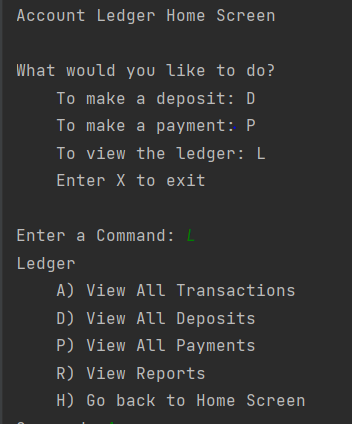 Account Ledger Home Screen
What would you like to do?
To make a deposit: D
To make a payment: P
To view the ledger: L
Enter X to exit
Enter a Command: L
Ledger
A) View All Transactions
D) View All Deposits
P) View All Payments
R) View Reports
H) Go back to Home Screen